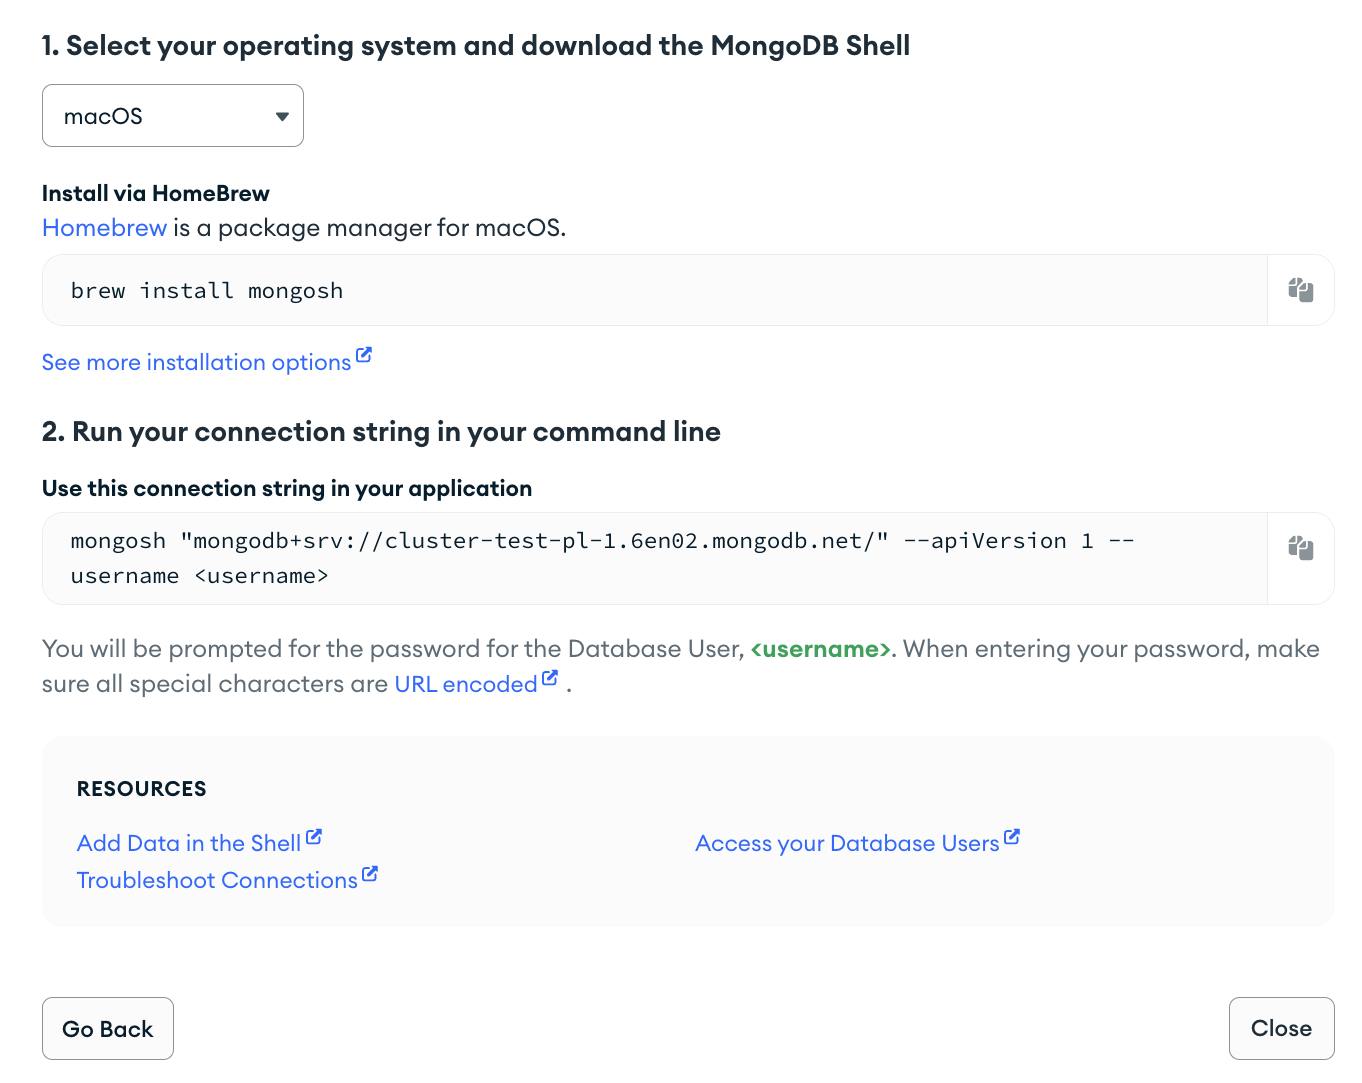 1. Select your operating system and download the MongoDB Shell
macOS
Install via HomeBrew
Homebrew is a package manager for macOS.
brew install mongosh
See more installation options
2. Run your connection string in your command line
Use this connection string in your application
mongosh "mongodb+srv://cluster-test-pl-1.6en02.mongodb.net/" --apiVersion 1 --
username <username>
You will be prompted for the password for the Database User, <username>. When entering your password, make
sure all special characters are URL encoded .
RESOURCES
Add Data in the Shell
Access your Database Users
Troubleshoot Connections
Go Back
Close